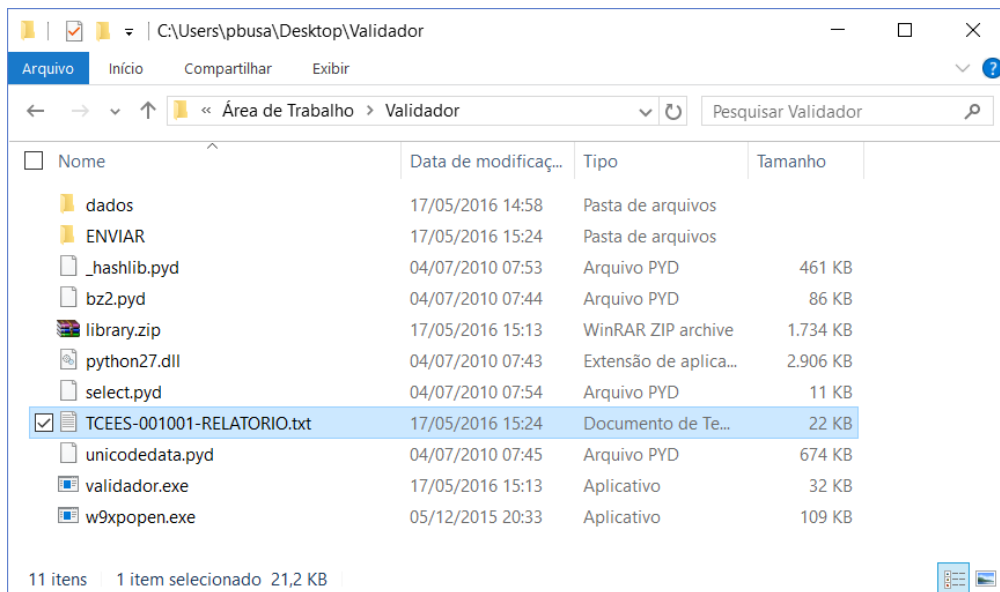 C:\Users\pbusa\Desktop\Validador
Arquivo Início Compartilhar Exibir ?
« Área de Trabalho > Validador Pesquisar Validador
Nome Data de modificaç... Tipo Tamanho
dados 17/05/2016 14:58 Pasta de arquivos
ENVIAR 17/05/2016 15:24 Pasta de arquivos
_hashlib.pyd 04/07/2010 07:53 Arquivo PYD 461 KB
bz2.pyd 04/07/2010 07:44 Arquivo PYD 86 KB
library.zip 17/05/2016 15:13 WinRAR ZIP archive 1.734 KB
python27.dll 04/07/2010 07:43 Extensão de aplica... 2.906 KB
select.pyd 04/07/2010 07:54 Arquivo PYD 11 KB
TCEES-001001-RELATORIO.txt 17/05/2016 15:24 Documento de Te... 22 KB
unicodedata.pyd 04/07/2010 07:45 Arquivo PYD 674 KB
validador.exe 17/05/2016 15:13 Aplicativo 32 KB
w9xpopen.exe 05/12/2015 20:33 Aplicativo 109 KB
11 itens 1 item selecionado 21,2 KB